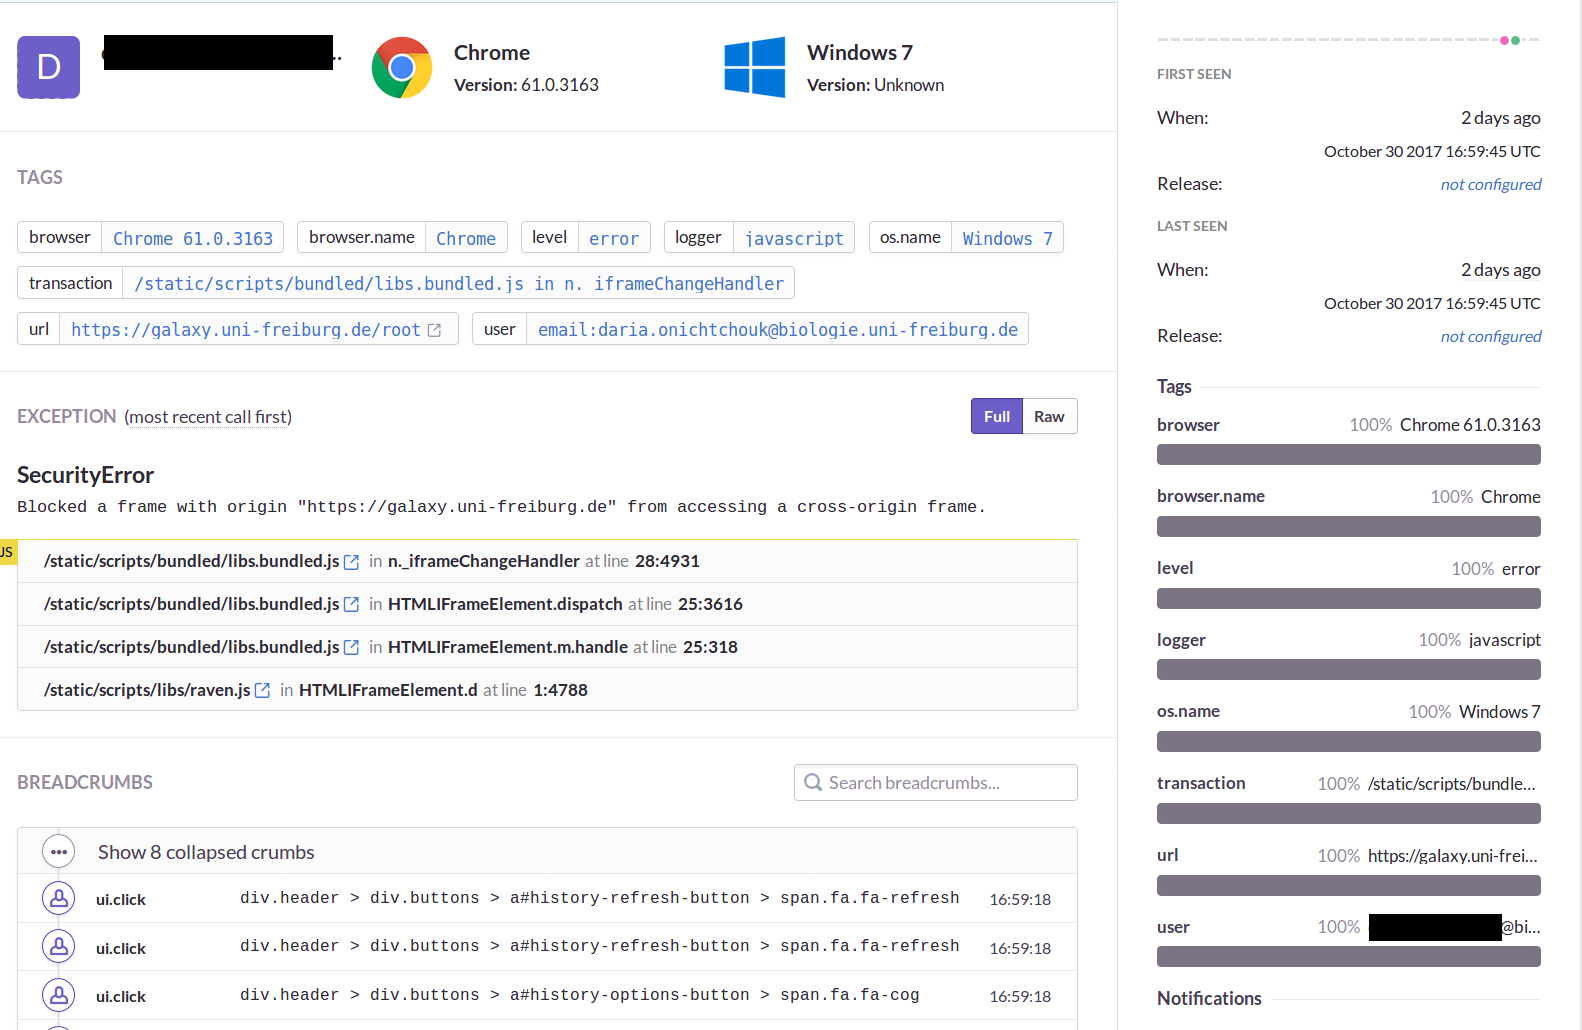 D
..
Chrome
Version: 61.0.3163
Windows 7
Version: Unknown
TAGS
browser Chrome 61.0.3163 browser.name Chrome level error logger javascript os.name Windows 7
transaction /static/scripts/bundled/libs.bundled.js in n. iframeChangeHandler
url https://galaxy.uni-freiburg.de/root user email:daria.onichtchouk@biologie.uni-freiburg.de
EXCEPTION (most recent call first)
Full Raw
SecurityError
Blocked a frame with origin "https://galaxy.uni-freiburg.de" from accessing a cross-origin frame.
JS
/static/scripts/bundled/libs.bundled.js in n._iframeChangeHandler at line 28:4931
/static/scripts/bundled/libs.bundled.js in HTMLIFrameElement.dispatch at line 25:3616
/static/scripts/bundled/libs.bundled.js in HTMLIFrameElement.m.handle at line 25:318
/static/scripts/libs/raven.js in HTMLIFrameElement.d at line 1:4788
BREADCRUMBS
Search breadcrumbs...
Show 8 collapsed crumbs
ui.click div.header > div.buttons > a#history-refresh-button > span.fa.fa-refresh 16:59:18
ui.click div.header > div.buttons > a#history-refresh-button > span.fa.fa-refresh 16:59:18
ui.click div.header > div.buttons > a#history-options-button > span.fa.fa-cog 16:59:18
FIRST SEEN
When: 2 days ago
October 30 2017 16:59:45 UTC
Release: not configured
LAST SEEN
When: 2 days ago
October 30 2017 16:59:45 UTC
Release: not configured
Tags
browser 100% Chrome 61.0.3163
browser.name 100% Chrome
level 100% error
logger 100% javascript
os.name 100% Windows 7
transaction 100% /static/scripts/bundle...
url 100% https://galaxy.uni-frei...
user 100% @bi...
Notifications